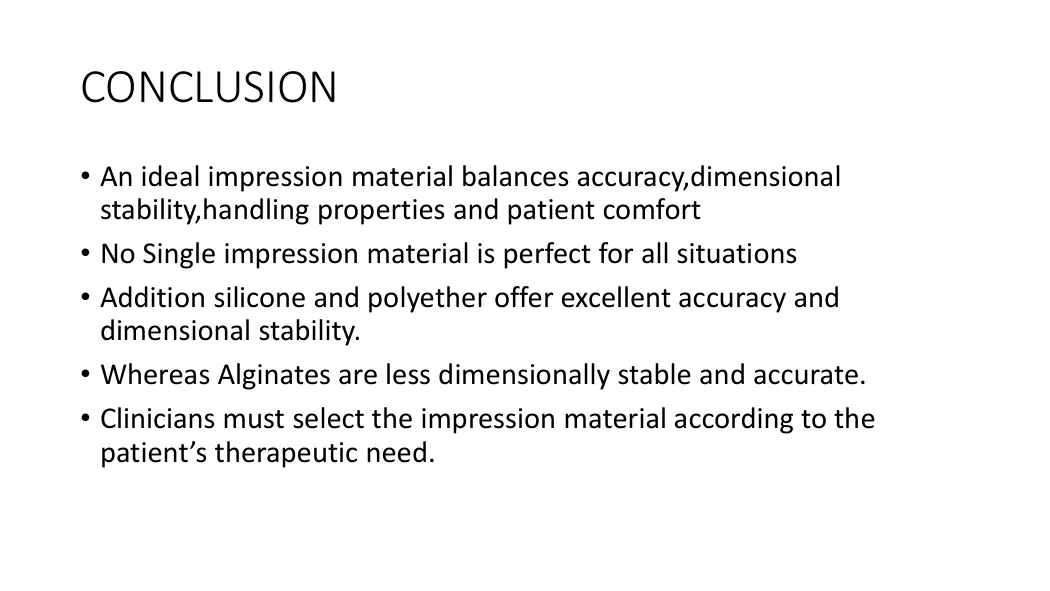 CONCLUSION
• An ideal impression material balances accuracy,dimensional
stability,handling properties and patient comfort
• No Single impression material is perfect for all situations
• Addition silicone and polyether offer excellent accuracy and
dimensional stability.
• Whereas Alginates are less dimensionally stable and accurate.
• Clinicians must select the impression material according to the
patient’s therapeutic need.